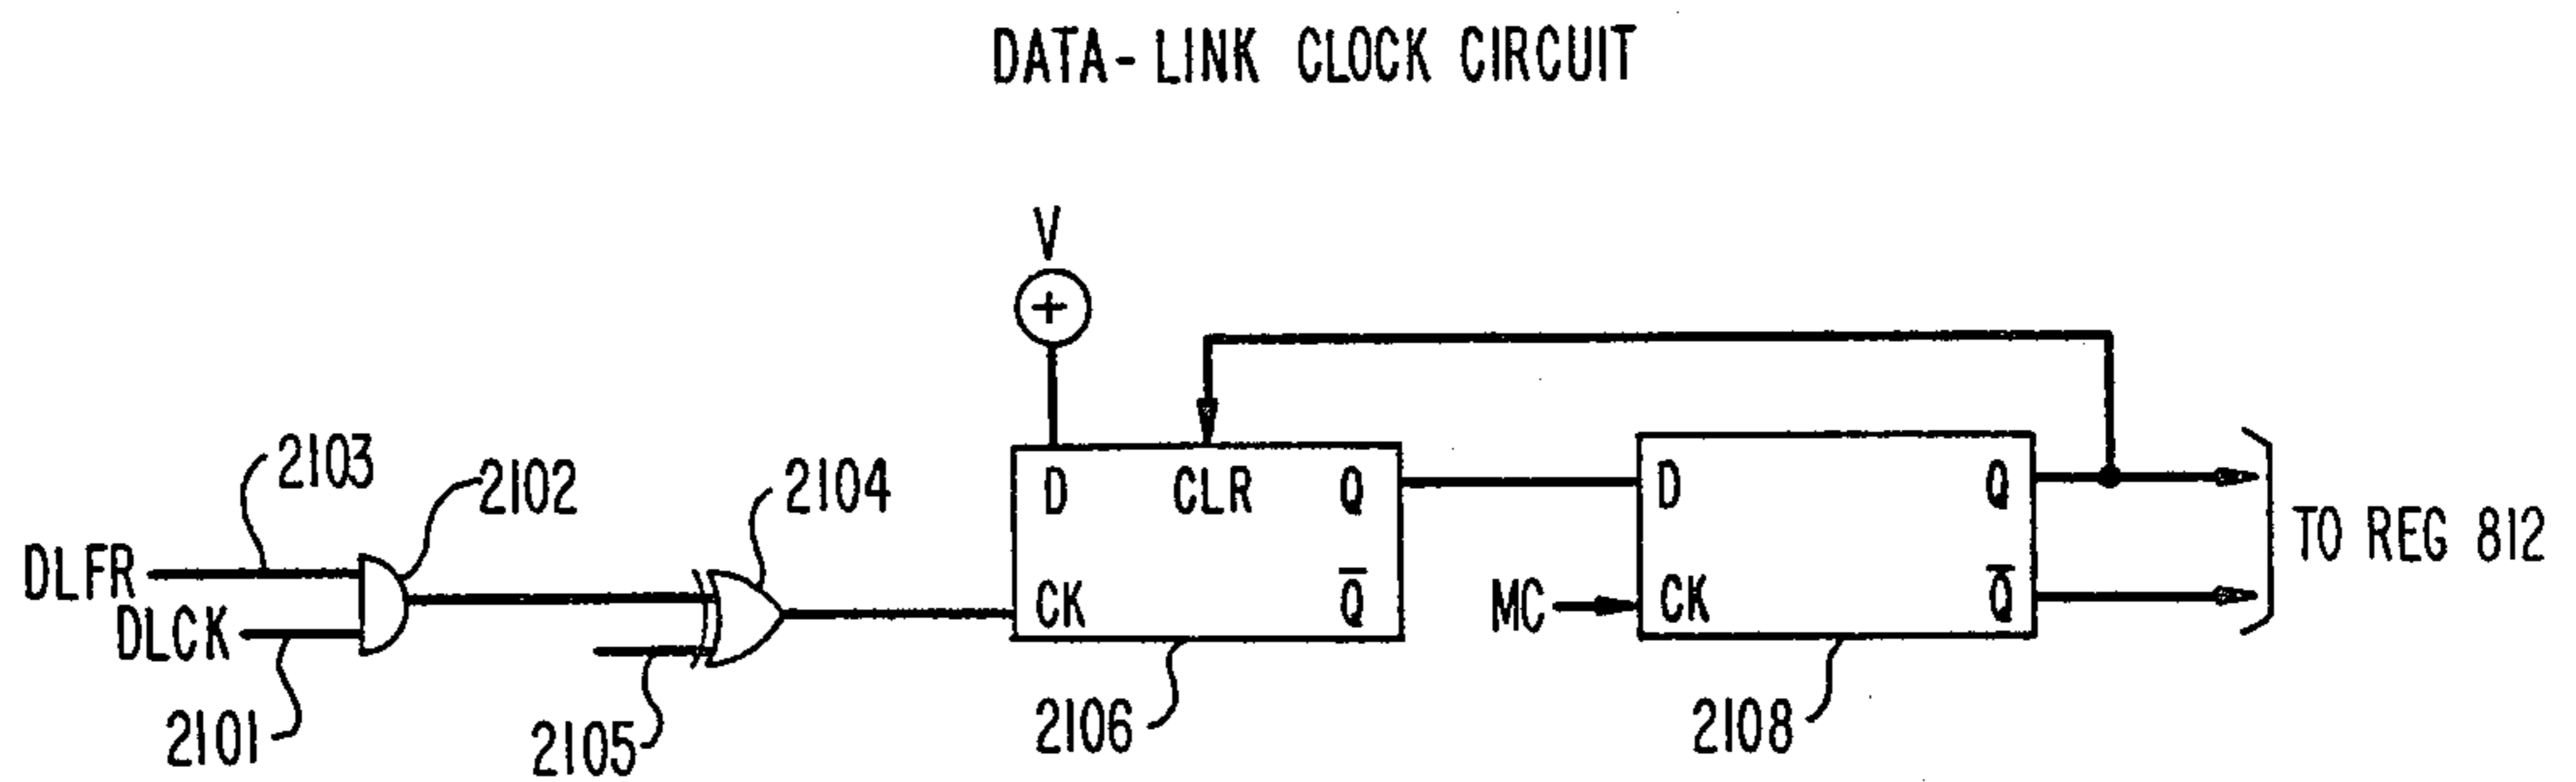 DATA-LINK CLOCK CIRCUIT
V
+
2103
2102
2104
D CLR Q
D Q
DLFR
DLCK
CK Q̅
MC
CK Q̅
TO REG 812
2101
2105
2106
2108